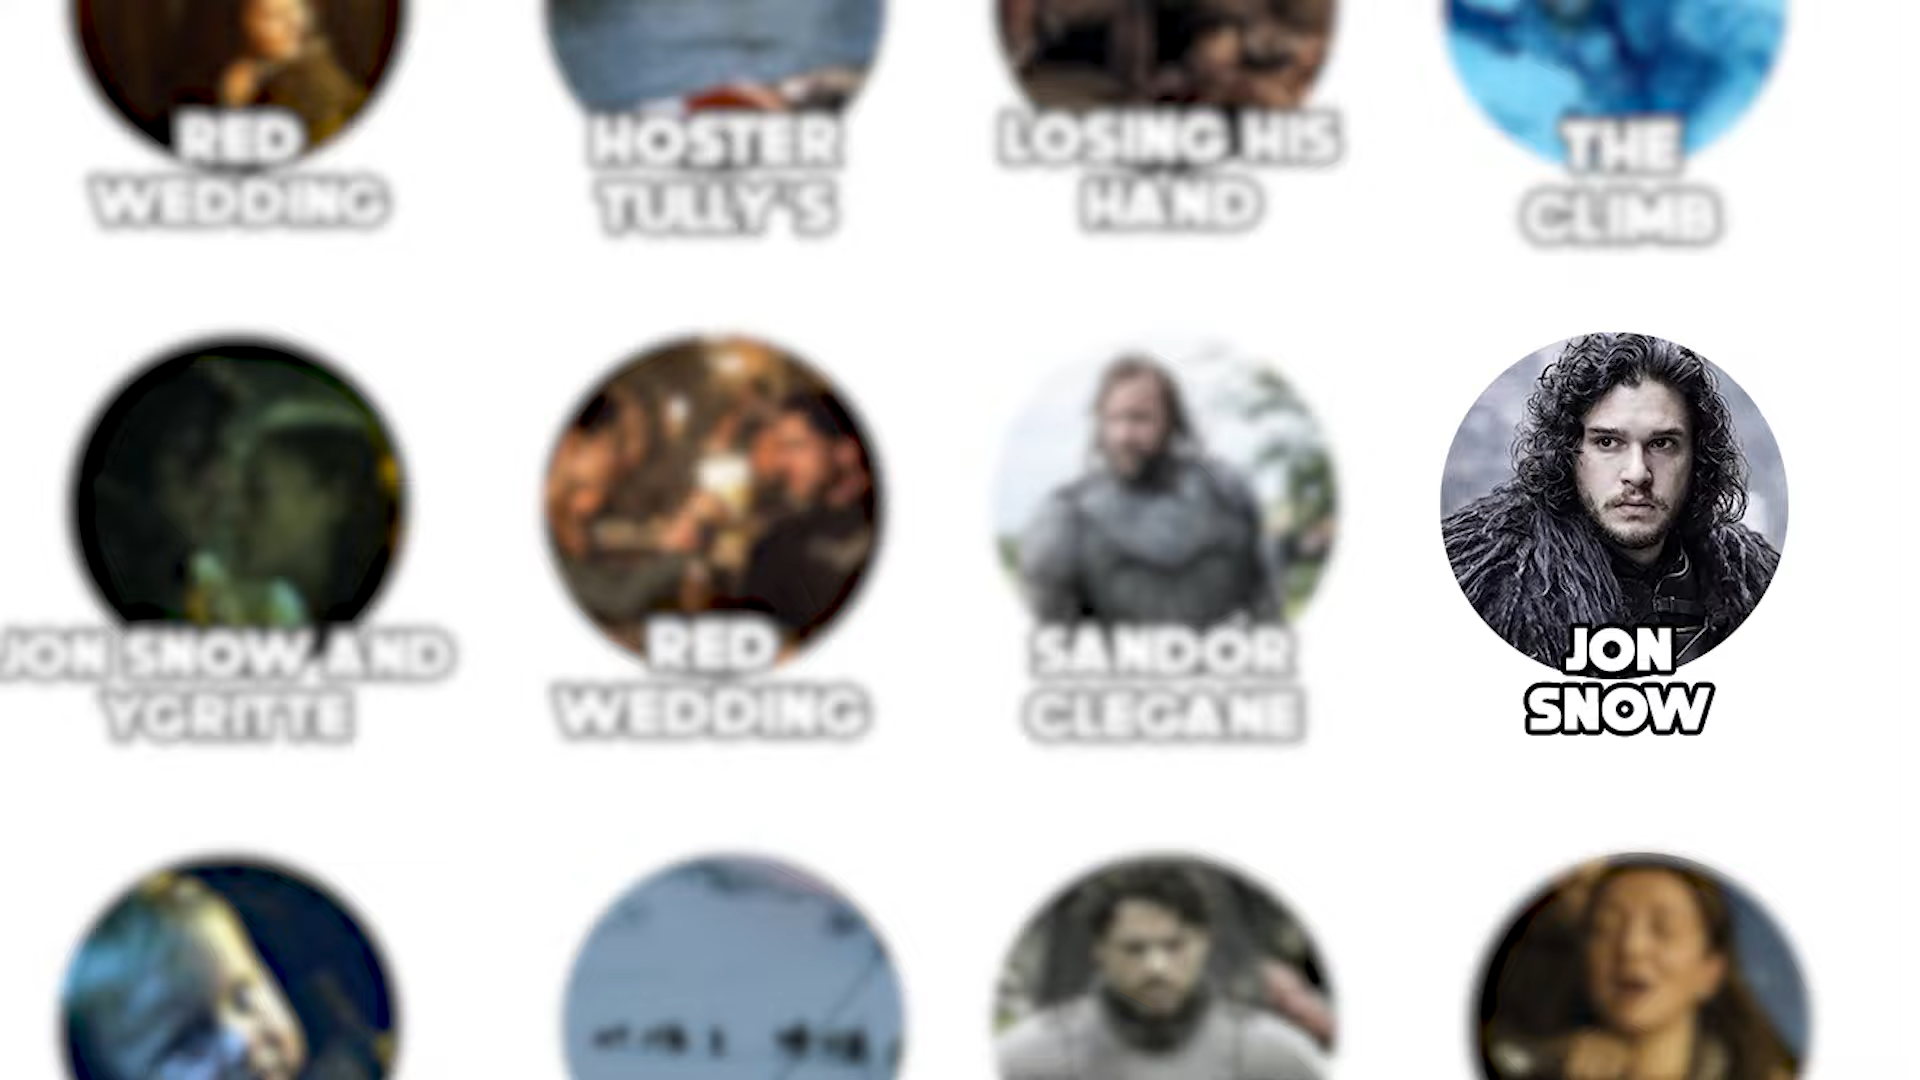 RED
WEDDING
HOSTER
TULLY'S
LOSING HIS
HAND
THE
CLIMB
JON SNOW AND
YGRITTE
RED
WEDDING
SANDOR
CLEGANE
JON
SNOW